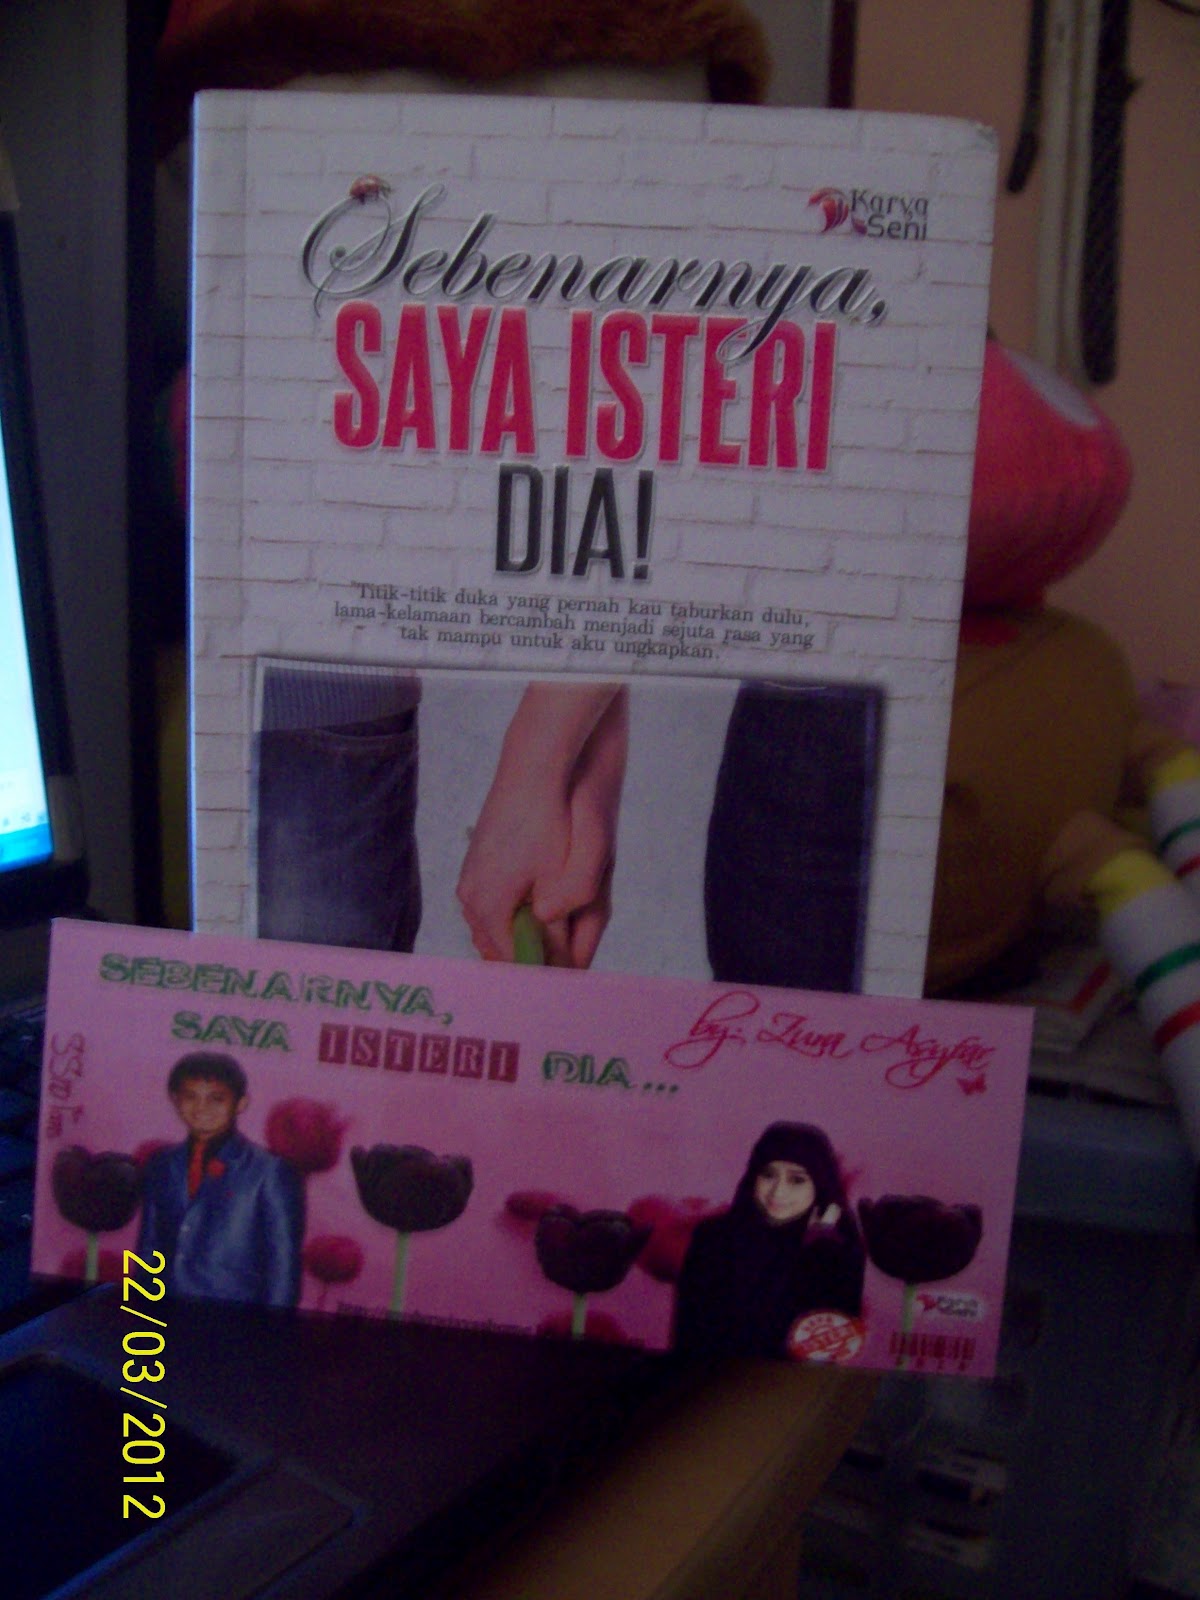 Karya
Seni
Sebenarnya,
SAYA ISTERI
DIA!
"Titik-titik duka yang pernah kau taburkan dulu,
lama-kelamaan bercambah menjadi sejuta rasa yang
tak mampu untuk aku ungkapkan.
SEBENARNYA,
SAYA ISTERI DIA...
by: Zuna Asyfar
22/03/2012